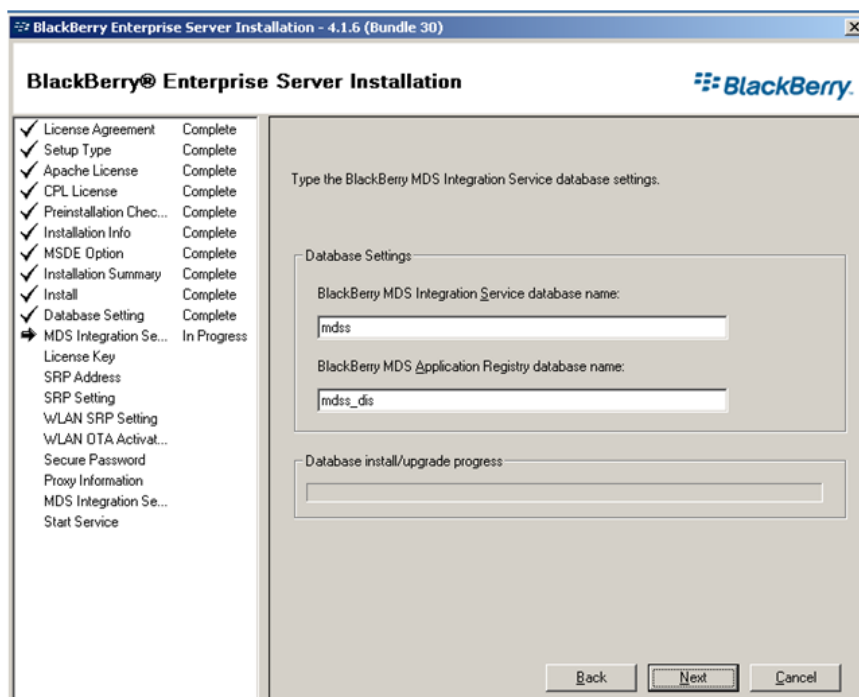 BlackBerry Enterprise Server Installation - 4.1.6 (Bundle 30)
BlackBerry® Enterprise Server Installation
BlackBerry.
License Agreement Complete
Setup Type Complete
Apache License Complete
CPL License Complete
Preinstallation Chec... Complete
Installation Info Complete
MSDE Option Complete
Installation Summary Complete
Install Complete
Database Setting Complete
MDS Integration Se... In Progress
License Key
SRP Address
SRP Setting
WLAN SRP Setting
WLAN OTA Activat...
Secure Password
Proxy Information
MDS Integration Se...
Start Service
Type the BlackBerry MDS Integration Service database settings.
Database Settings
BlackBerry MDS Integration Service database name:
mdss
BlackBerry MDS Application Registry database name:
mdss_dis
Database install/upgrade progress
Back Next Cancel